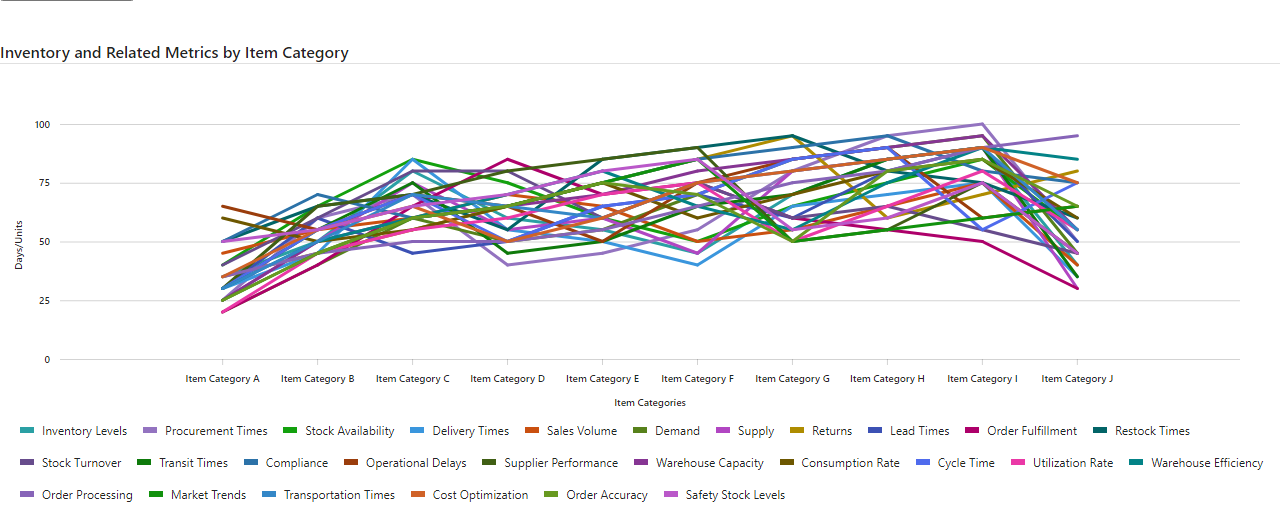 Inventory and Related Metrics by Item Category
100
75
50
25
0
Days/Units
Item Category A Item Category B Item Category C Item Category D Item Category E Item Category F Item Category G Item Category H Item Category I Item Category J
Item Categories
Inventory Levels Procurement Times Stock Availability Delivery Times Sales Volume Demand Supply Returns Lead Times Order Fulfillment Restock Times
Stock Turnover Transit Times Compliance Operational Delays Supplier Performance Warehouse Capacity Consumption Rate Cycle Time Utilization Rate Warehouse Efficiency
Order Processing Market Trends Transportation Times Cost Optimization Order Accuracy Safety Stock Levels